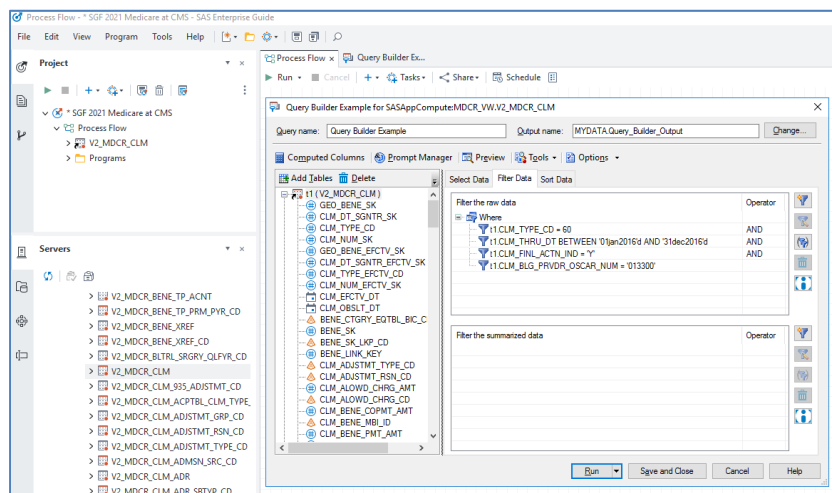 Process Flow - * SGF 2021 Medicare at CMS - SAS Enterprise Guide
File Edit View Program Tools Help
Project
* SGF 2021 Medicare at CMS
Process Flow
V2_MDCR_CLM
Programs
Servers
V2_MDCR_BENE_TP_ACNT
V2_MDCR_BENE_TP_PRM_PYR_CD
V2_MDCR_BENE_XREF
V2_MDCR_BENE_XREF_CD
V2_MDCR_BLTRL_SRGRY_QLFYR_CD
V2_MDCR_CLM
V2_MDCR_CLM_935_ADJSTMT_CD
V2_MDCR_CLM_ACPTBL_CLM_TYPE_
V2_MDCR_CLM_ADJSTMT_GRP_CD
V2_MDCR_CLM_ADJSTMT_RSN_CD
V2_MDCR_CLM_ADJSTMT_TYPE_CD
V2_MDCR_CLM_ADMSN_SRC_CD
V2_MDCR_CLM_ADR
V2_MDCR_CLM_ADR_SRTYP_CD
Process Flow Query Builder Ex...
Run Cancel Tasks Share Schedule
Query Builder Example for SASAppCompute:MDCR_VW.V2_MDCR_CLM
Query name: Query Builder Example Output name: MYDATA.Query_Builder_Output Change...
Computed Columns Prompt Manager Preview Tools Options
Add Tables Delete
t1 (V2_MDCR_CLM)
GEO_BENE_SK
CLM_DT_SGNTR_SK
CLM_TYPE_CD
CLM_NUM_SK
GEO_BENE_EFCTV_SK
CLM_DT_SGNTR_EFCTV_SK
CLM_TYPE_EFCTV_CD
CLM_NUM_EFCTV_SK
CLM_EFCTV_DT
CLM_OBSLT_DT
BENE_CTGRY_EQTBL_BIC_C
BENE_SK
BENE_SK_LKP_CD
BENE_LINK_KEY
CLM_ADJSTMT_TYPE_CD
CLM_ADJSTMT_RSN_CD
CLM_ALOWD_CHRG_AMT
CLM_ALOWD_CHRG_CD
CLM_BENE_COPMT_AMT
CLM_BENE_MBI_ID
CLM_BENE_PMT_AMT
Select Data Filter Data Sort Data
Filter the raw data Operator
Where
t1.CLM_TYPE_CD = 60 AND
t1.CLM_THRU_DT BETWEEN '01jan2016'd AND '31dec2016'd AND
t1.CLM_FINL_ACTN_IND = 'Y' AND
t1.CLM_BLG_PRVDR_OSCAR_NUM = '013300'
Filter the summarized data Operator
Run Save and Close Cancel Help